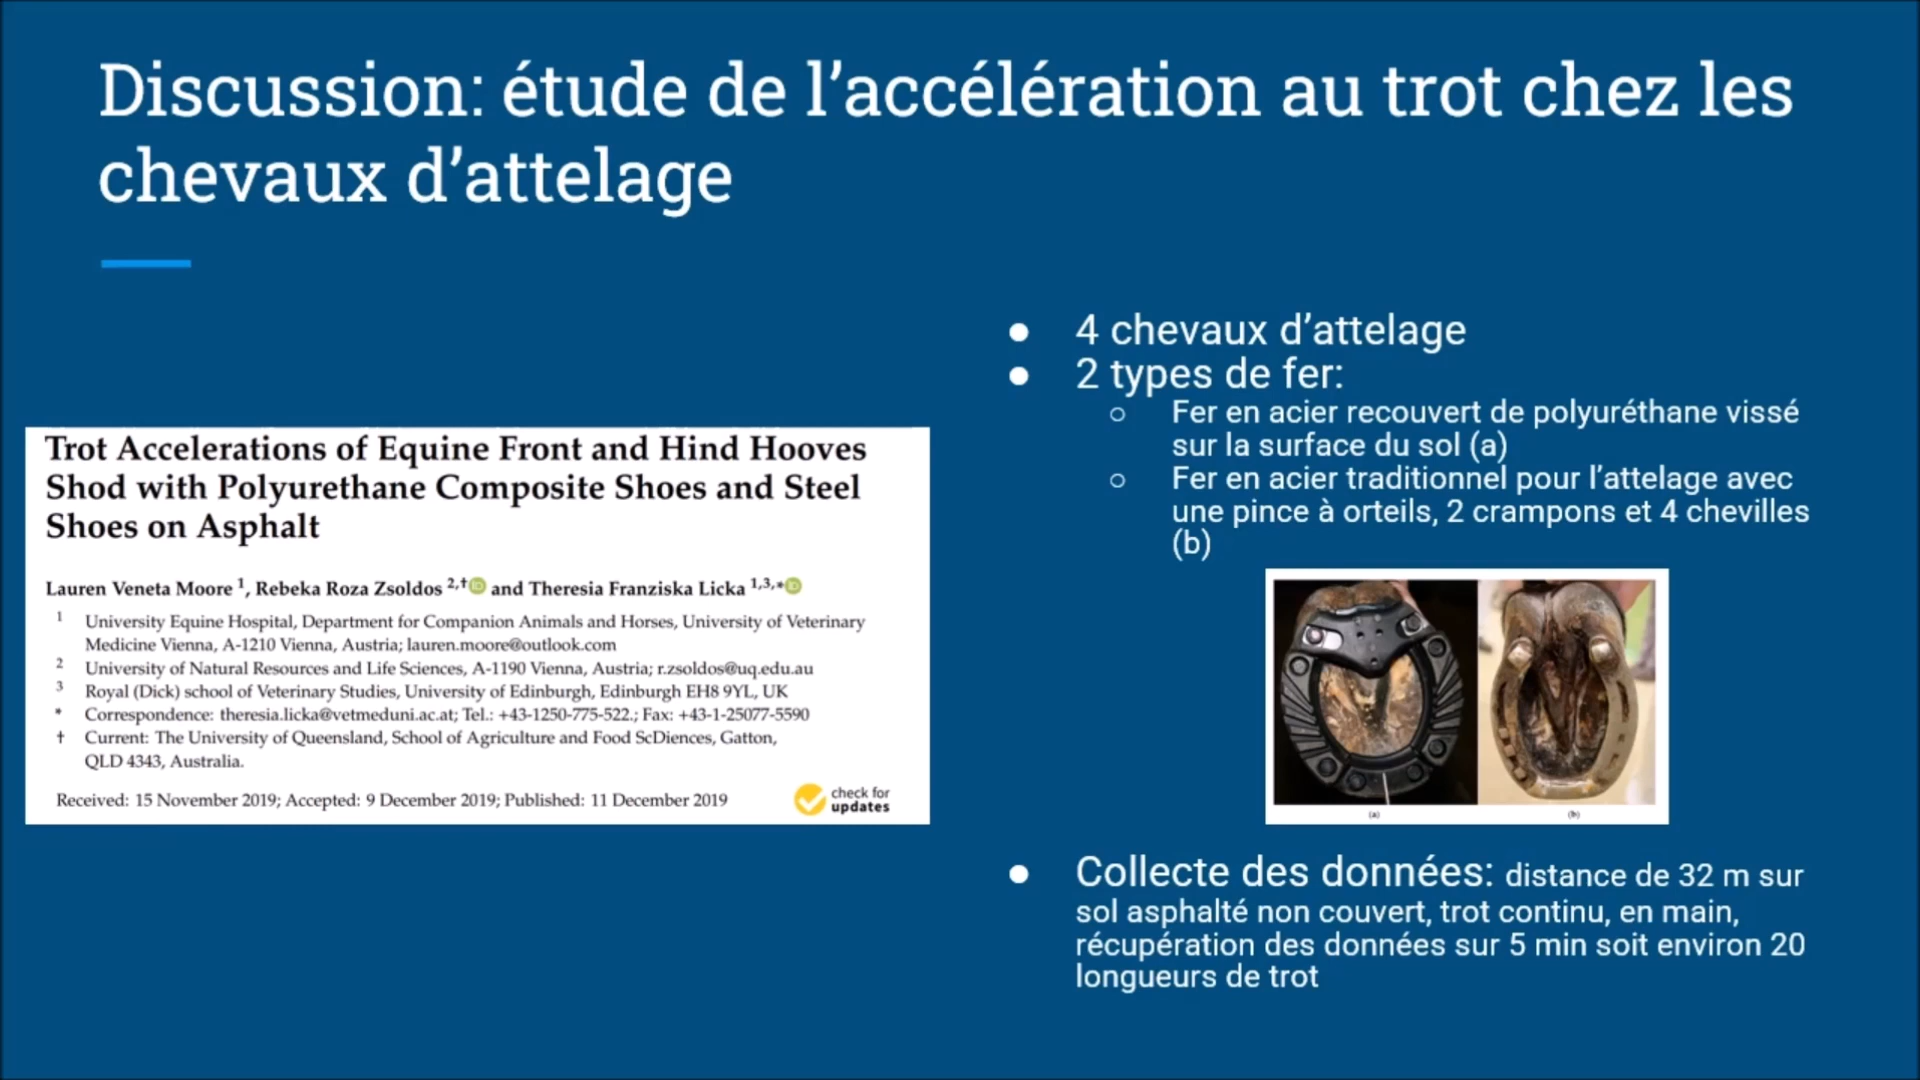 Discussion: étude de l’accélération au trot chez les
chevaux d’attelage
Trot Accelerations of Equine Front and Hind Hooves
Shod with Polyurethane Composite Shoes and Steel
Shoes on Asphalt
Lauren Veneta Moore 1, Rebeka Roza Zsoldos 2,† and Theresia Franziska Licka 1,3,*
1 University Equine Hospital, Department for Companion Animals and Horses, University of Veterinary
Medicine Vienna, A-1210 Vienna, Austria; lauren.moore@outlook.com
2 University of Natural Resources and Life Sciences, A-1190 Vienna, Austria; r.zsoldos@uq.edu.au
3 Royal (Dick) school of Veterinary Studies, University of Edinburgh, Edinburgh EH8 9YL, UK
* Correspondence: theresia.licka@vetmeduni.ac.at; Tel.: +43-1250-775-522.; Fax: +43-1-25077-5590
† Current: The University of Queensland, School of Agriculture and Food ScDiences, Gatton,
QLD 4343, Australia.
Received: 15 November 2019; Accepted: 9 December 2019; Published: 11 December 2019
check for
updates
● 4 chevaux d’attelage
● 2 types de fer:
○ Fer en acier recouvert de polyuréthane vissé
sur la surface du sol (a)
○ Fer en acier traditionnel pour l’attelage avec
une pince à orteils, 2 crampons et 4 chevilles
(b)
(a) (b)
● Collecte des données: distance de 32 m sur
sol asphalté non couvert, trot continu, en main,
récupération des données sur 5 min soit environ 20
longueurs de trot